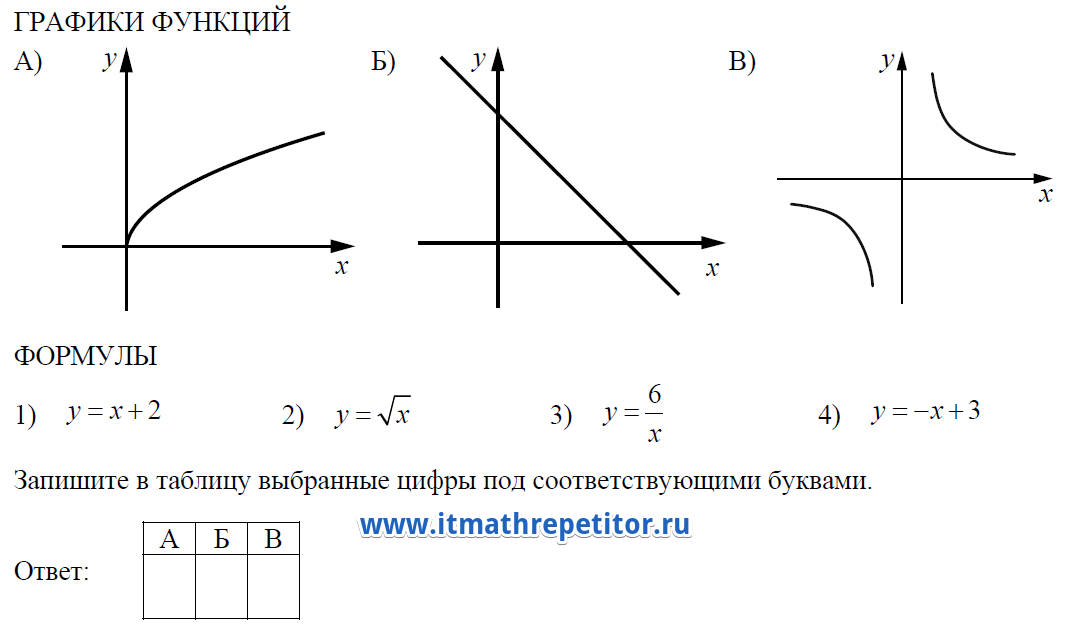 ГРАФИКИ ФУНКЦИЙ
А) y x Б) y x В) y x
ФОРМУЛЫ
1) y = x + 2 2) y = √x 3) y = 6/x 4) y = −x + 3
Запишите в таблицу выбранные цифры под соответствующими буквами.
www.itmathrepetitor.ru
А Б В
Ответ: